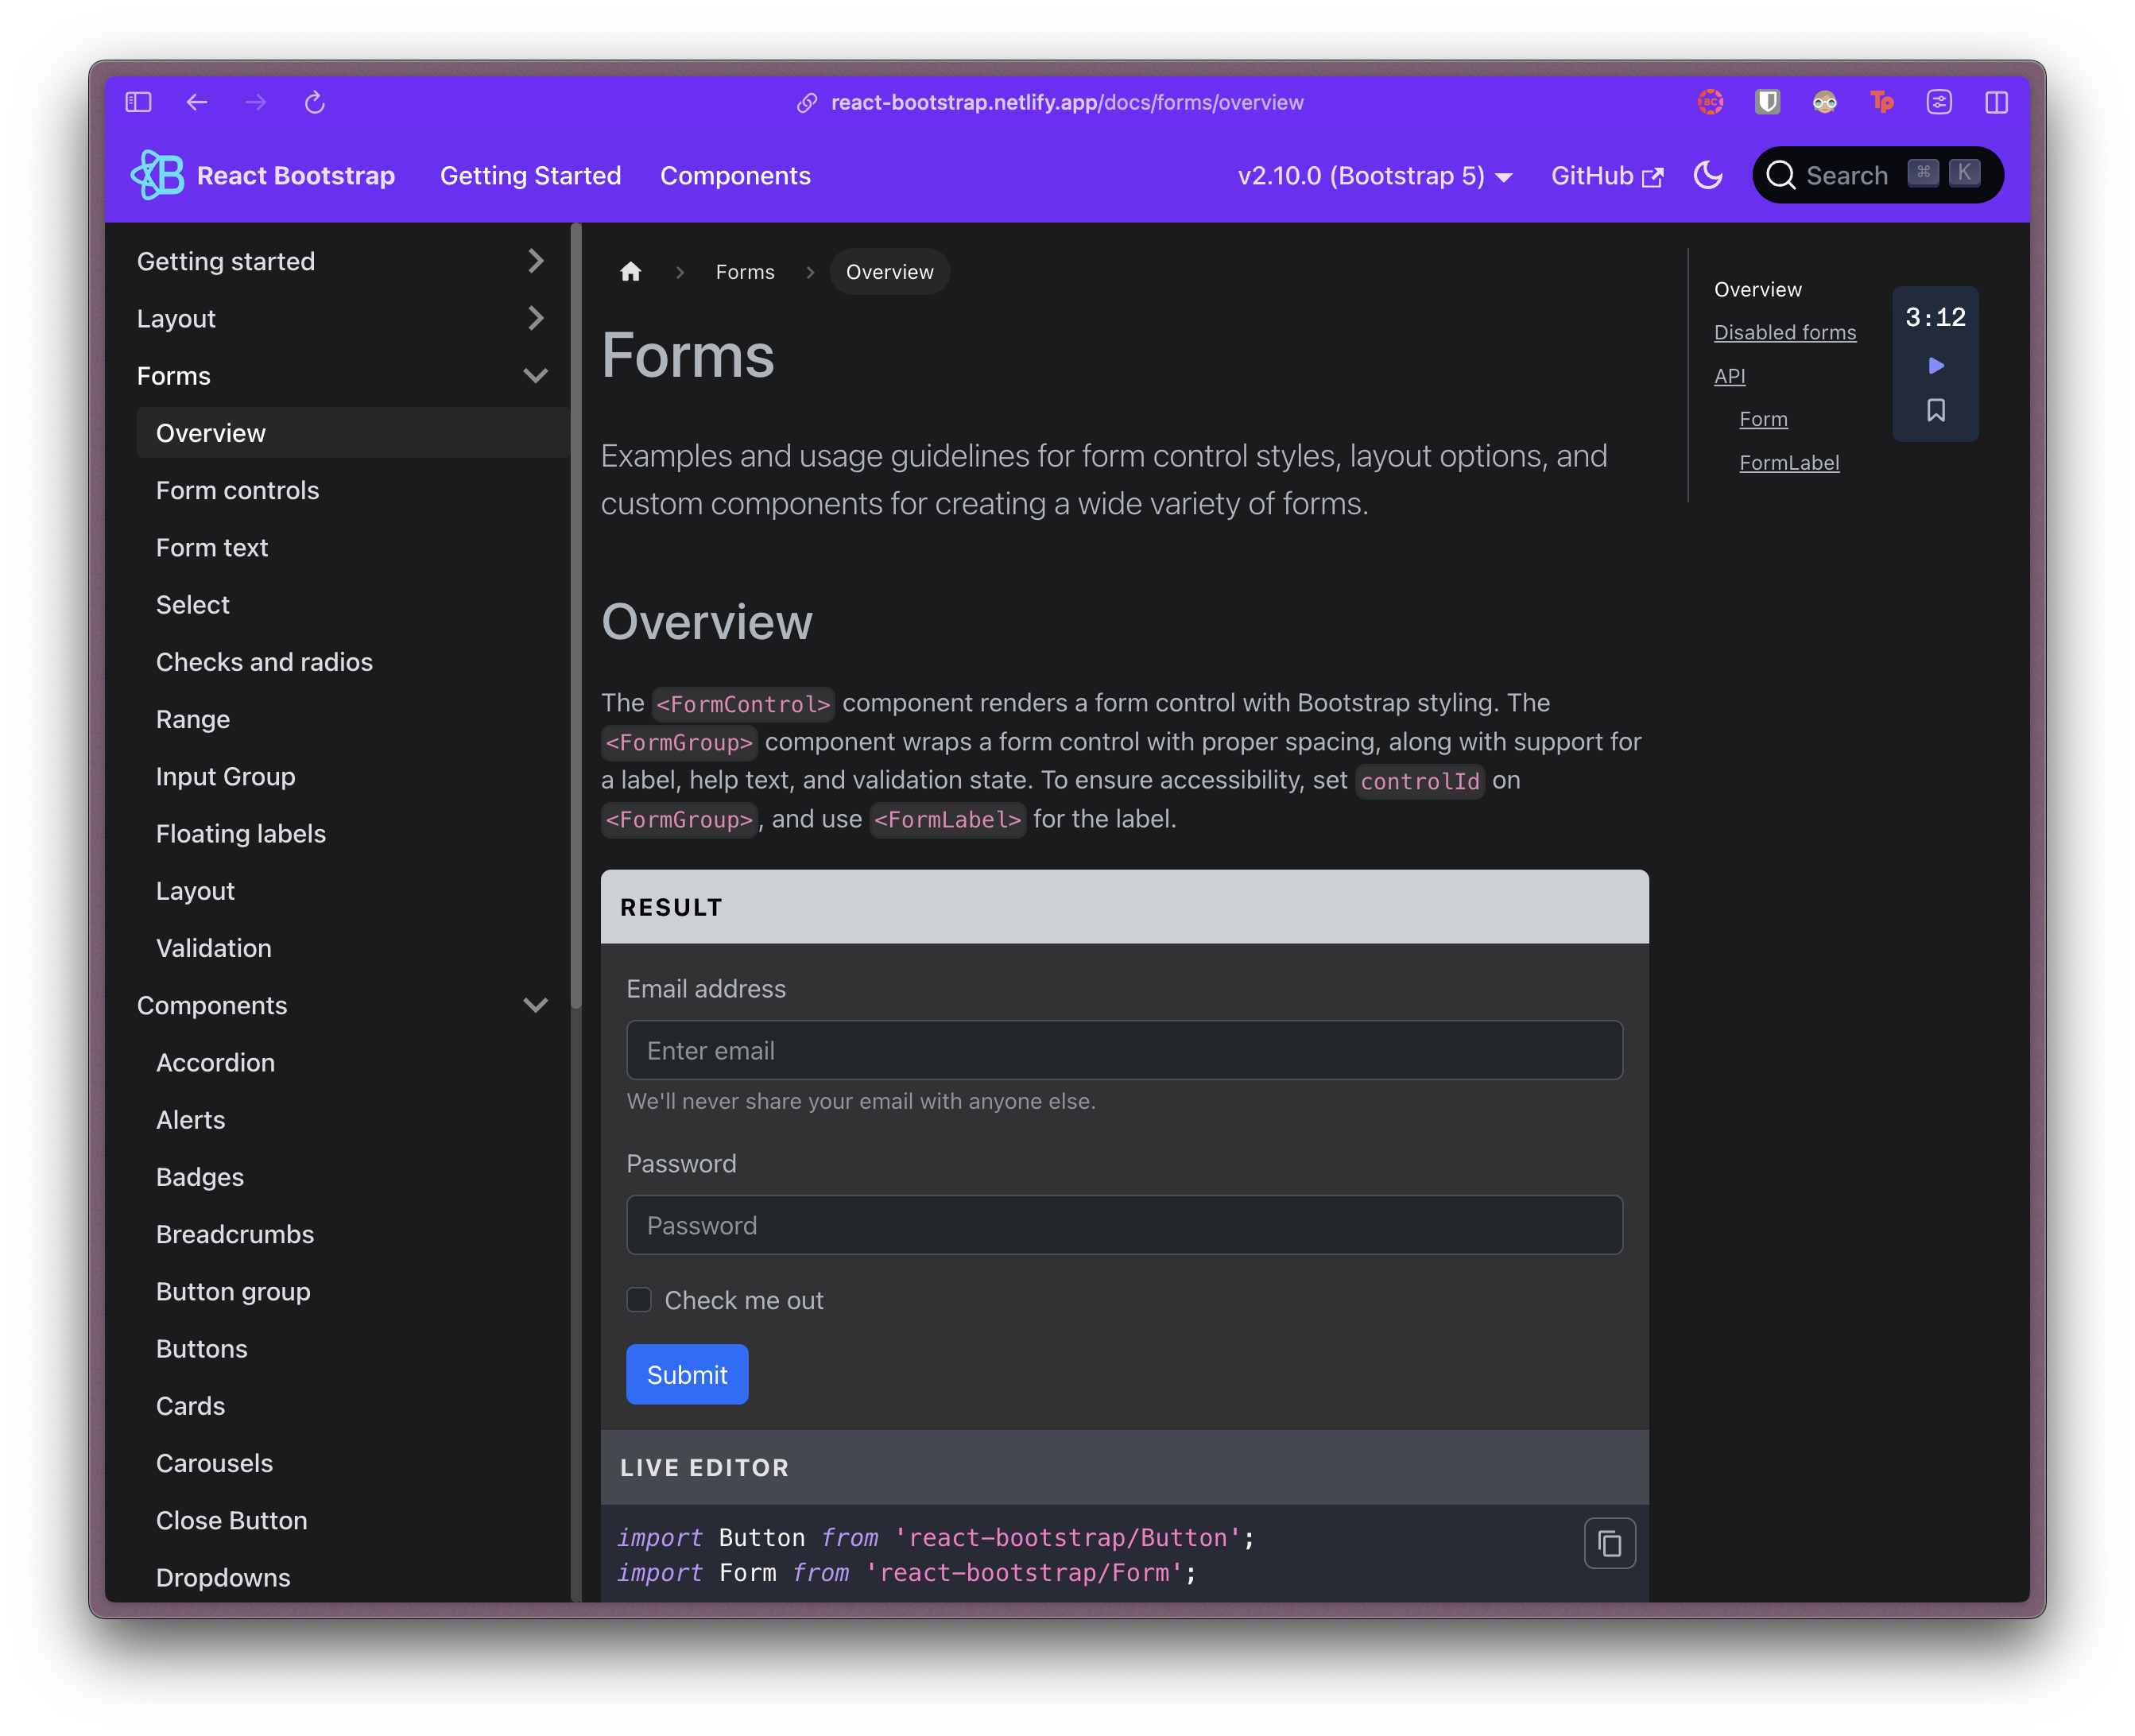 react-bootstrap.netlify.app/docs/forms/overview
BC
Tp
React Bootstrap
Getting Started
Components
v2.10.0 (Bootstrap 5)
GitHub
Search
⌘ K
Getting started
Layout
Forms
Overview
Form controls
Form text
Select
Checks and radios
Range
Input Group
Floating labels
Layout
Validation
Components
Accordion
Alerts
Badges
Breadcrumbs
Button group
Buttons
Cards
Carousels
Close Button
Dropdowns
Forms
Overview
Forms
Examples and usage guidelines for form control styles, layout options, and
custom components for creating a wide variety of forms.
Overview
The <FormControl> component renders a form control with Bootstrap styling. The
<FormGroup> component wraps a form control with proper spacing, along with support for
a label, help text, and validation state. To ensure accessibility, set controlId on
<FormGroup>, and use <FormLabel> for the label.
RESULT
Email address
Enter email
We'll never share your email with anyone else.
Password
Password
Check me out
Submit
LIVE EDITOR
import Button from 'react-bootstrap/Button';
import Form from 'react-bootstrap/Form';
Overview
Disabled forms
API
Form
FormLabel
3:12